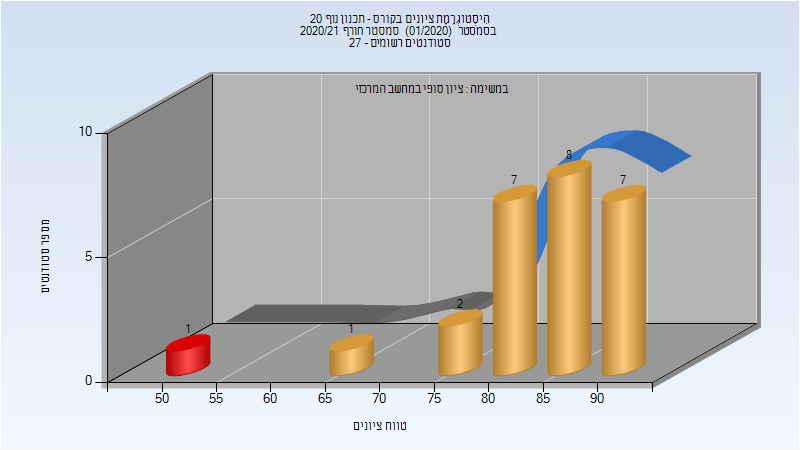 היסטוגרמת ציונים בקורס - תכנון נוף 20
בסמסטר (01/2020) סמסטר חורף 2020/21
סטודנטים רשומים - 27
במשימה : ציון סופי במחשב המרכזי
10
5
0
מספר סטודנטים
1
1
2
7
8
7
50 55 60 65 70 75 80 85 90
טווח ציונים